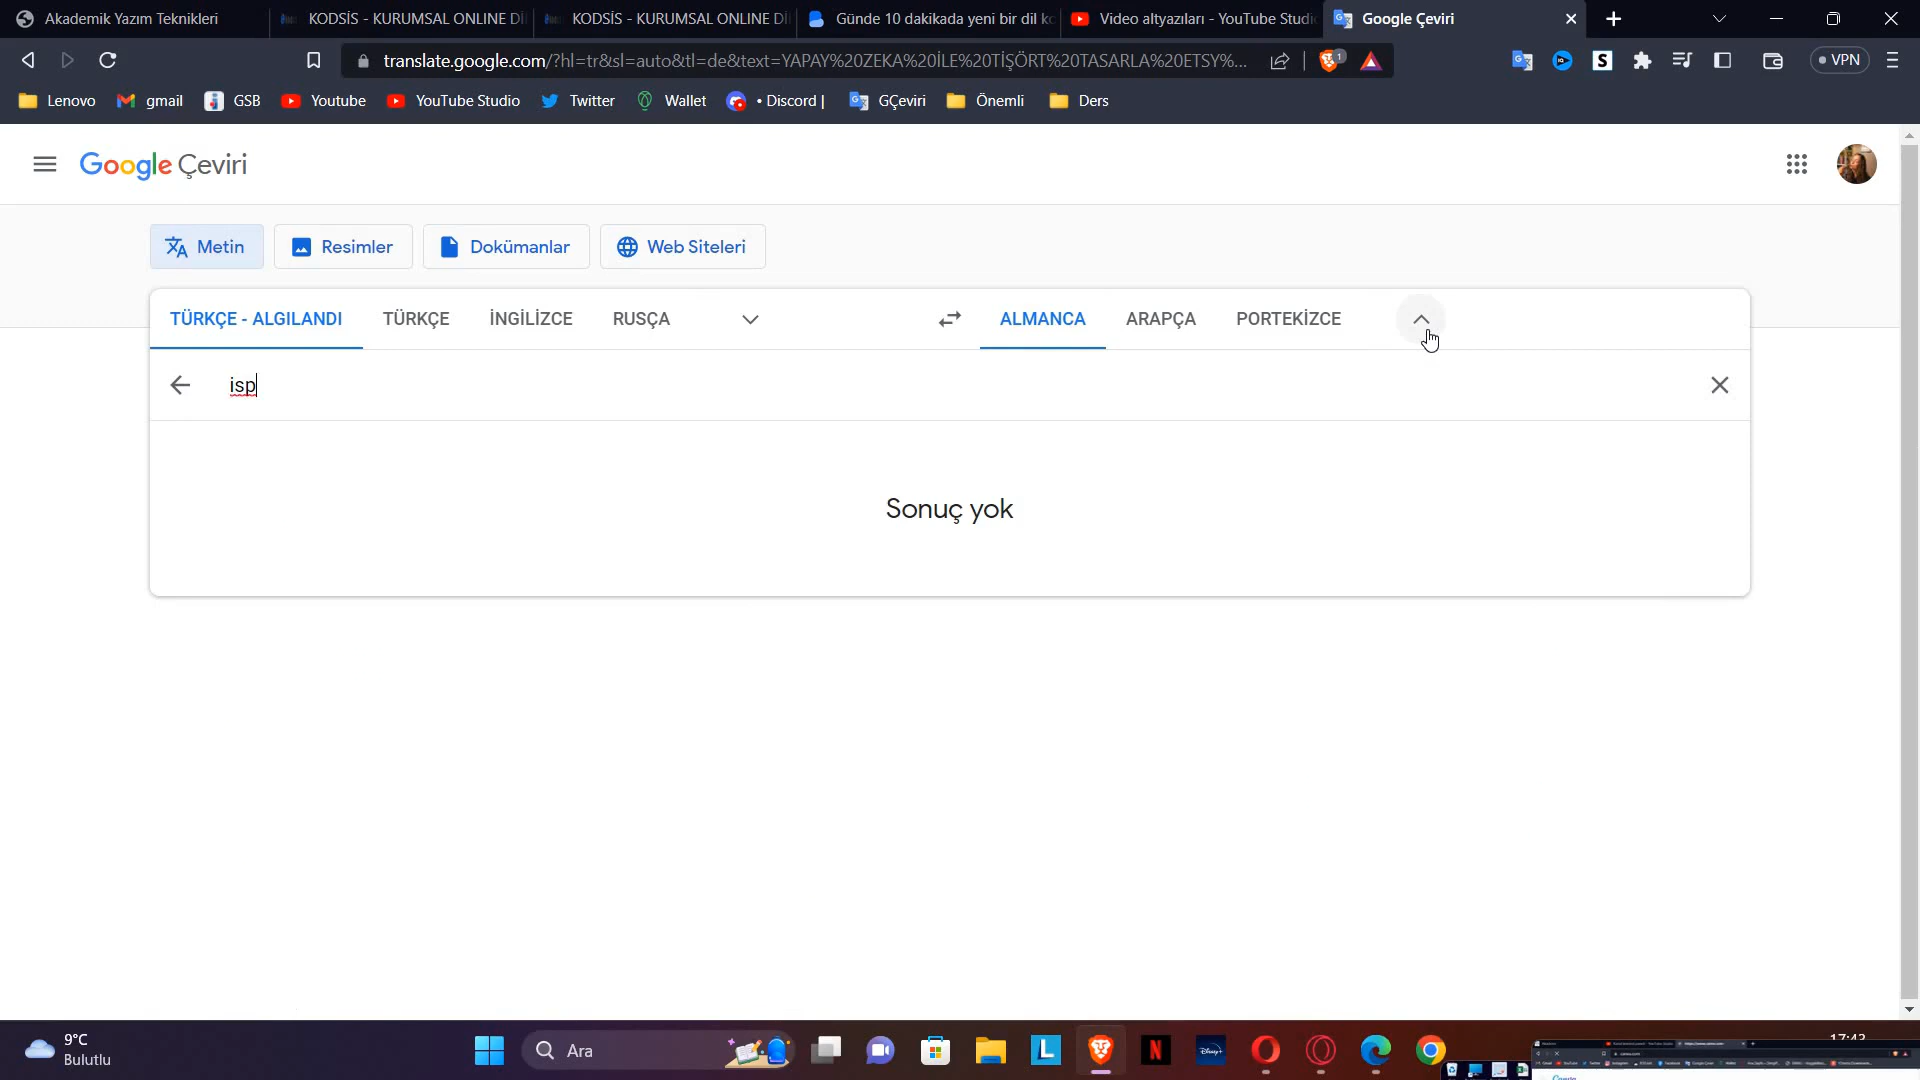 Akademik Yazım Teknikleri
KODSİS - KURUMSAL ONLINE Dİ
KODSİS - KURUMSAL ONLINE Dİ
Günde 10 dakikada yeni bir dil ko
Video altyazıları - YouTube Studi
Google Çeviri
translate.google.com/?hl=tr&sl=auto&tl=de&text=YAPAY%20ZEKA%20İLE%20TİŞÖRT%20TASARLA%20ETSY%...
1
VPN
Lenovo
gmail
GSB
Youtube
YouTube Studio
Twitter
Wallet
• Discord |
GÇeviri
Önemli
Ders
Google Çeviri
Metin
Resimler
Dokümanlar
Web Siteleri
TÜRKÇE - ALGILANDI
TÜRKÇE
İNGİLİZCE
RUSÇA
ALMANCA
ARAPÇA
PORTEKİZCE
isp
Sonuç yok
9°C
Bulutlu
Ara
17:43